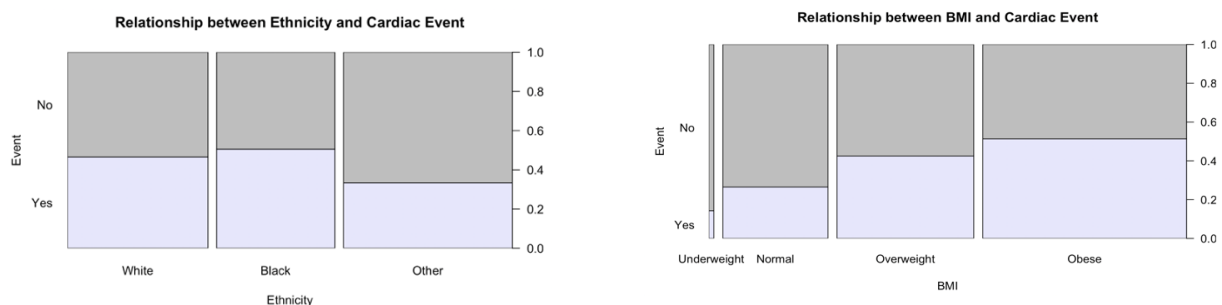 Relationship between Ethnicity and Cardiac Event
No
Yes
Event
1.0
0.8
0.6
0.4
0.2
0.0
White Black Other
Ethnicity
Relationship between BMI and Cardiac Event
No
Yes
Event
1.0
0.8
0.6
0.4
0.2
0.0
Underweight Normal Overweight Obese
BMI